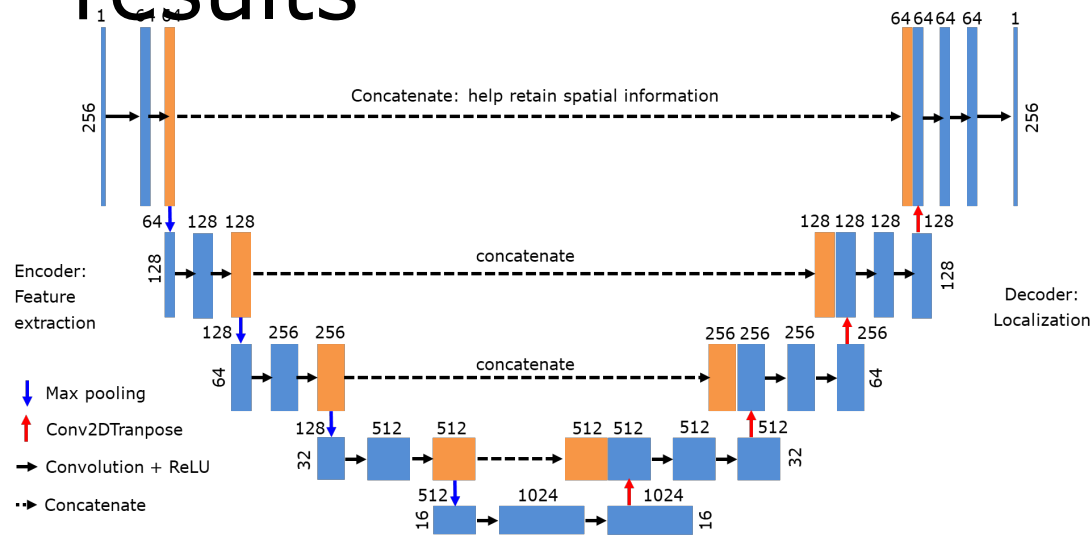 results
1 64 64 64 64 64 64 1
Concatenate: help retain spatial information
256 256
64 128 128 128 128 128 128
concatenate
128 128
Encoder:
Feature
extraction
Decoder:
Localization
128 256 256 256 256 256 256
concatenate
64 64
Max pooling
Conv2DTranpose
Convolution + ReLU
Concatenate
128 512 512 512 512 512 512
32 32
512 1024 1024
16 16